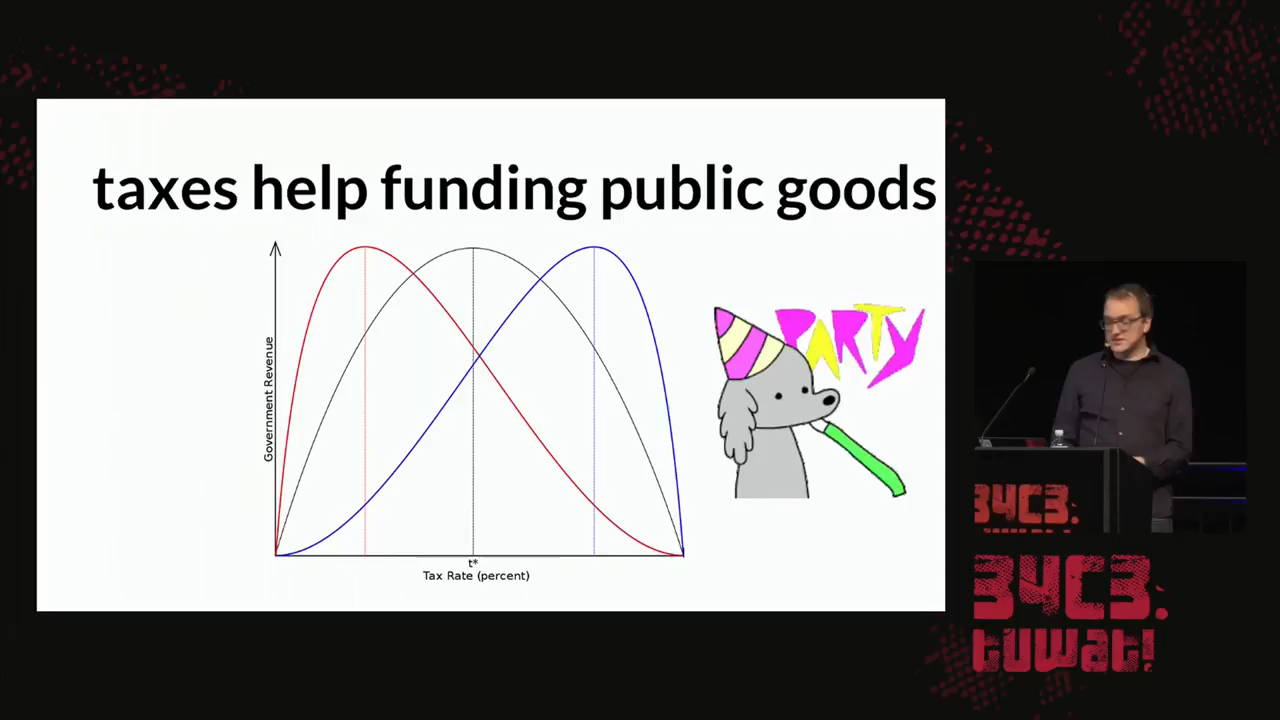 taxes help funding public goods
Government Revenue
t*
Tax Rate (percent)
PARTY
34C3.
34C3.
tuwat!